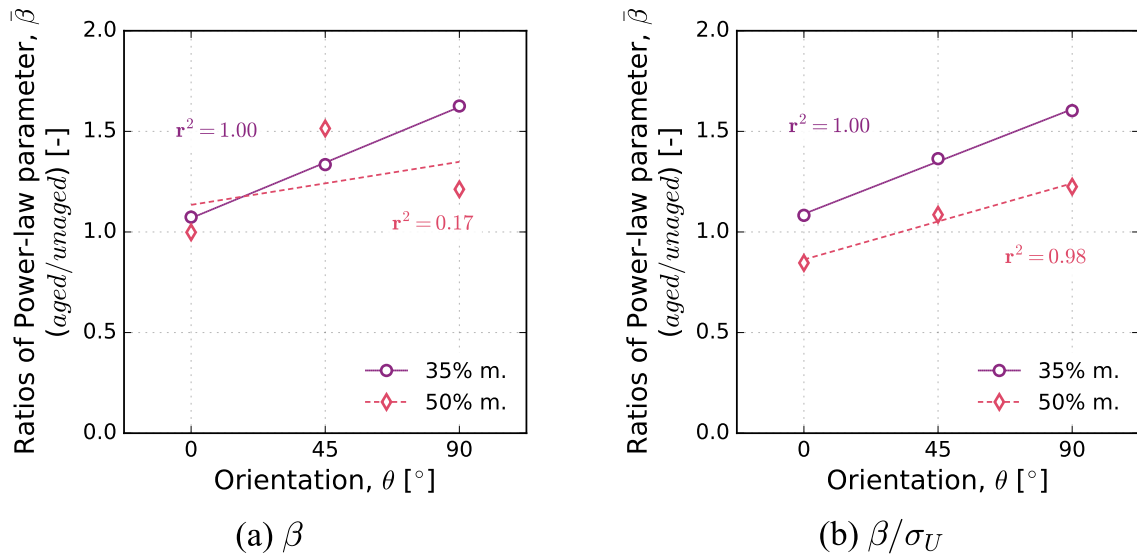 Ratios of Power-law parameter, β̄
(aged/unaged) [-]
2.0
1.5
1.0
0.5
0.0
r² = 1.00
r² = 0.17
35% m.
50% m.
0 45 90
Orientation, θ [°]
(a) β
Ratios of Power-law parameter, β̄
(aged/unaged) [-]
2.0
1.5
1.0
0.5
0.0
r² = 1.00
r² = 0.98
35% m.
50% m.
0 45 90
Orientation, θ [°]
(b) β/σ_U